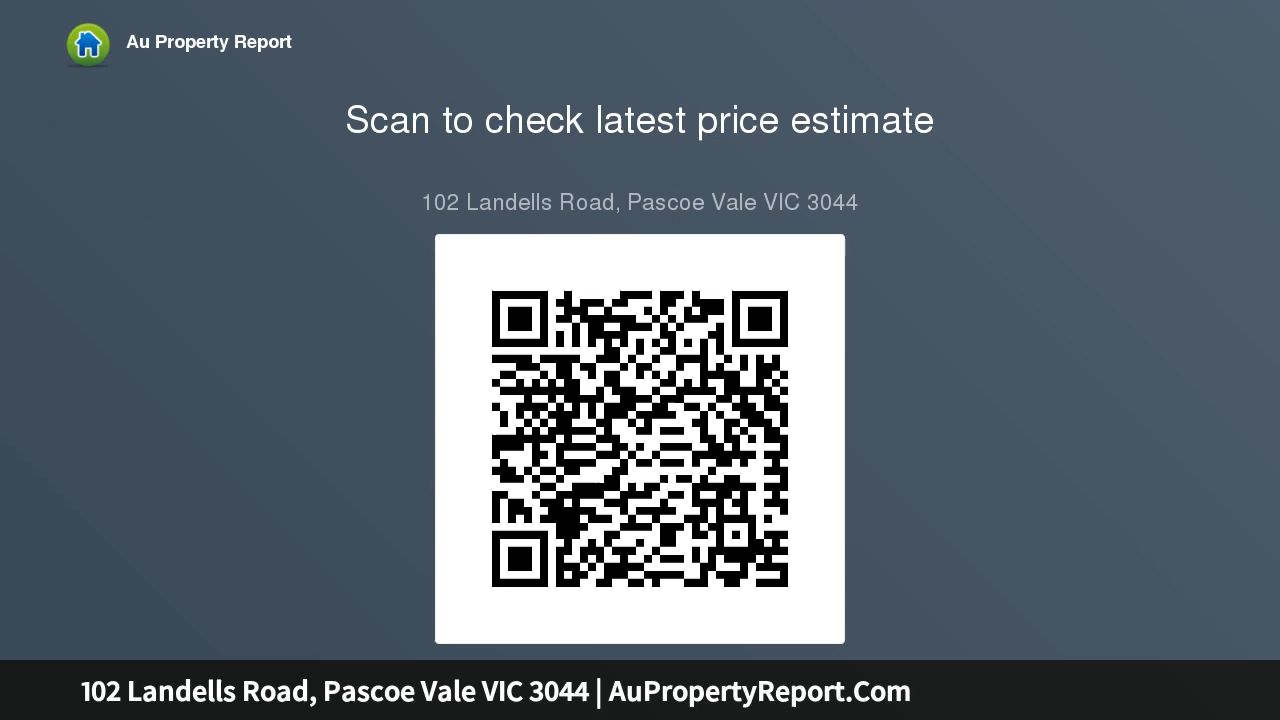 Au Property Report
Scan to check latest price estimate
102 Landells Road, Pascoe Vale VIC 3044
102 Landells Road, Pascoe Vale VIC 3044 | AuPropertyReport.Com